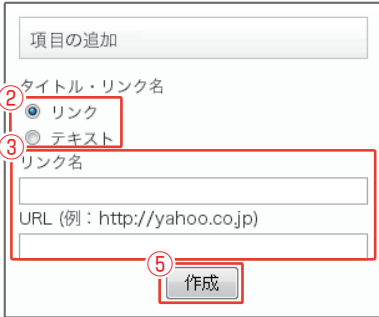 項目の追加
タイトル・リンク名
② リンク
テキスト
③
リンク名
URL (例：http://yahoo.co.jp)
⑤
作成